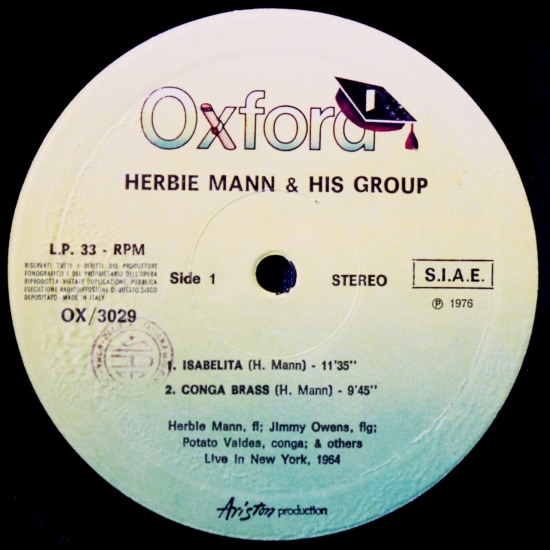 Oxford
HERBIE MANN & HIS GROUP
L.P. 33 - RPM
RISERVATI TUTTI I DIRITTI DEL PRODUTTORE
FONOGRAFICO E DEL PROPRIETARIO DELL'OPERA
RIPRODOTTA - VIETATE DUPLICAZIONE, PUBBLICA
ESECUZIONE RADIODIFFUSIONE DI QUESTO DISCO
DEPOSITATO - MADE IN ITALY
OX/3029
Side 1
STEREO
S.I.A.E.
℗ 1976
1. ISABELITA (H. Mann) - 11'35"
2. CONGA BRASS (H. Mann) - 9'45"
Herbie Mann, fl; Jimmy Owens, flg;
Potato Valdes, conga; & others
Live In New York, 1964
Ariston production